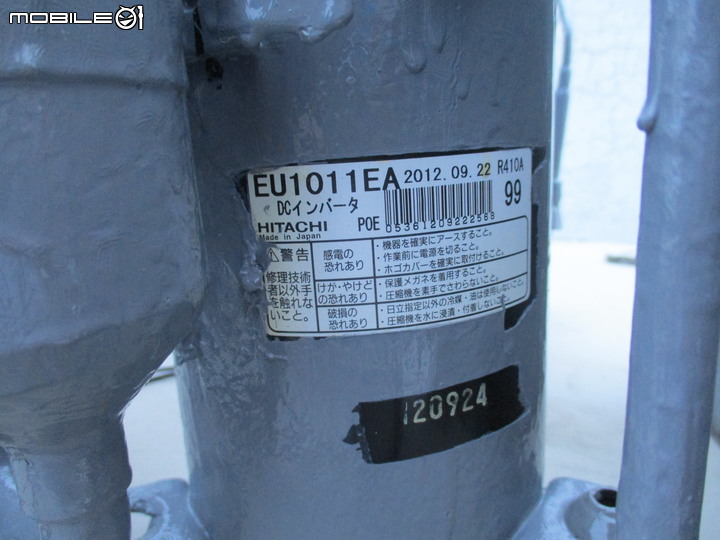 MOBILE01
EU1011EA 2012.09.22 R410A
DCインバータ 99
HITACHI POE 05361209222568
Made in Japan
警告
修理技術者以外手を触れないこと。
感電の恐れあり
・機器を確実にアースすること。
・作業前に電源を切ること。
・ホゴカバーを確実に取付けること。
けが・やけどの恐れあり
・保護メガネを着用すること。
・圧縮機を素手でさわらないこと。
破損の恐れあり
・日立指定以外の冷媒・油は使用しないこと。
・圧縮機を水に浸漬・付着しないこと。
120924